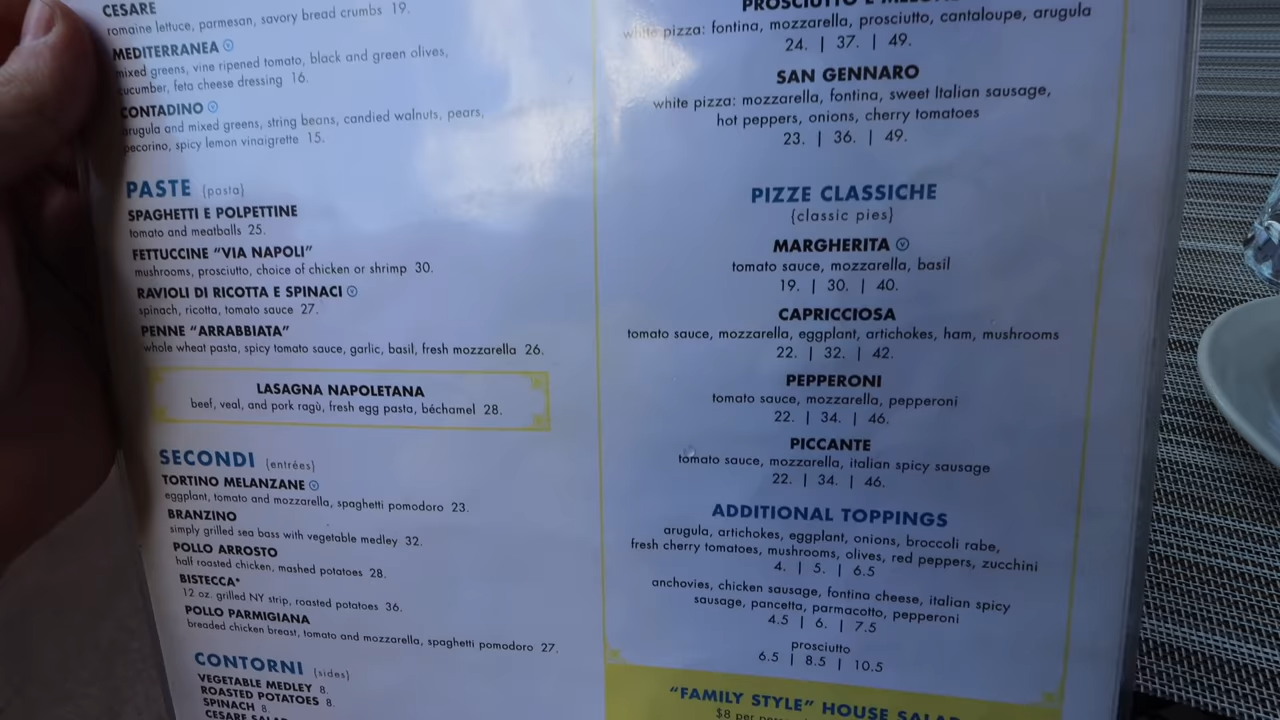 CESARE
romaine lettuce, parmesan, savory bread crumbs 19.
MEDITERRANEA V
mixed greens, vine ripened tomato, black and green olives,
cucumber, feta cheese dressing 16.
CONTADINO V
arugula and mixed greens, string beans, candied walnuts, pears,
pecorino, spicy lemon vinaigrette 15.
PASTE {pasta}
SPAGHETTI E POLPETTINE
tomato and meatballs 25.
FETTUCCINE "VIA NAPOLI"
mushrooms, prosciutto, choice of chicken or shrimp 30.
RAVIOLI DI RICOTTA E SPINACI V
spinach, ricotta, tomato sauce 27.
PENNE "ARRABBIATA"
whole wheat pasta, spicy tomato sauce, garlic, basil, fresh mozzarella 26.
LASAGNA NAPOLETANA
beef, veal, and pork ragù, fresh egg pasta, béchamel 28.
SECONDI {entrées}
TORTINO MELANZANE V
eggplant, tomato and mozzarella, spaghetti pomodoro 23.
BRANZINO
simply grilled sea bass with vegetable medley 32.
POLLO ARROSTO
half roasted chicken, mashed potatoes 28.
BISTECCA*
12 oz. grilled NY strip, roasted potatoes 36.
POLLO PARMIGIANA
breaded chicken breast, tomato and mozzarella, spaghetti pomodoro 27.
CONTORNI {sides}
VEGETABLE MEDLEY 8.
ROASTED POTATOES 8.
SPINACH 8.
CESARE
PROSCIUTTO E
white pizza: fontina, mozzarella, prosciutto, cantaloupe, arugula
24. | 37. | 49.
SAN GENNARO
white pizza: mozzarella, fontina, sweet Italian sausage,
hot peppers, onions, cherry tomatoes
23. | 36. | 49.
PIZZE CLASSICHE
{classic pies}
MARGHERITA V
tomato sauce, mozzarella, basil
19. | 30. | 40.
CAPRICCIOSA
tomato sauce, mozzarella, eggplant, artichokes, ham, mushrooms
22. | 32. | 42.
PEPPERONI
tomato sauce, mozzarella, pepperoni
22. | 34. | 46.
PICCANTE
tomato sauce, mozzarella, italian spicy sausage
22. | 34. | 46.
ADDITIONAL TOPPINGS
arugula, artichokes, eggplant, onions, broccoli rabe,
fresh cherry tomatoes, mushrooms, olives, red peppers, zucchini
4. | 5. | 6.5
anchovies, chicken sausage, fontina cheese, italian spicy
sausage, pancetta, parmacotto, pepperoni
4.5 | 6. | 7.5
prosciutto
6.5 | 8.5 | 10.5
"FAMILY STYLE" HOUSE SALAD
$8 per